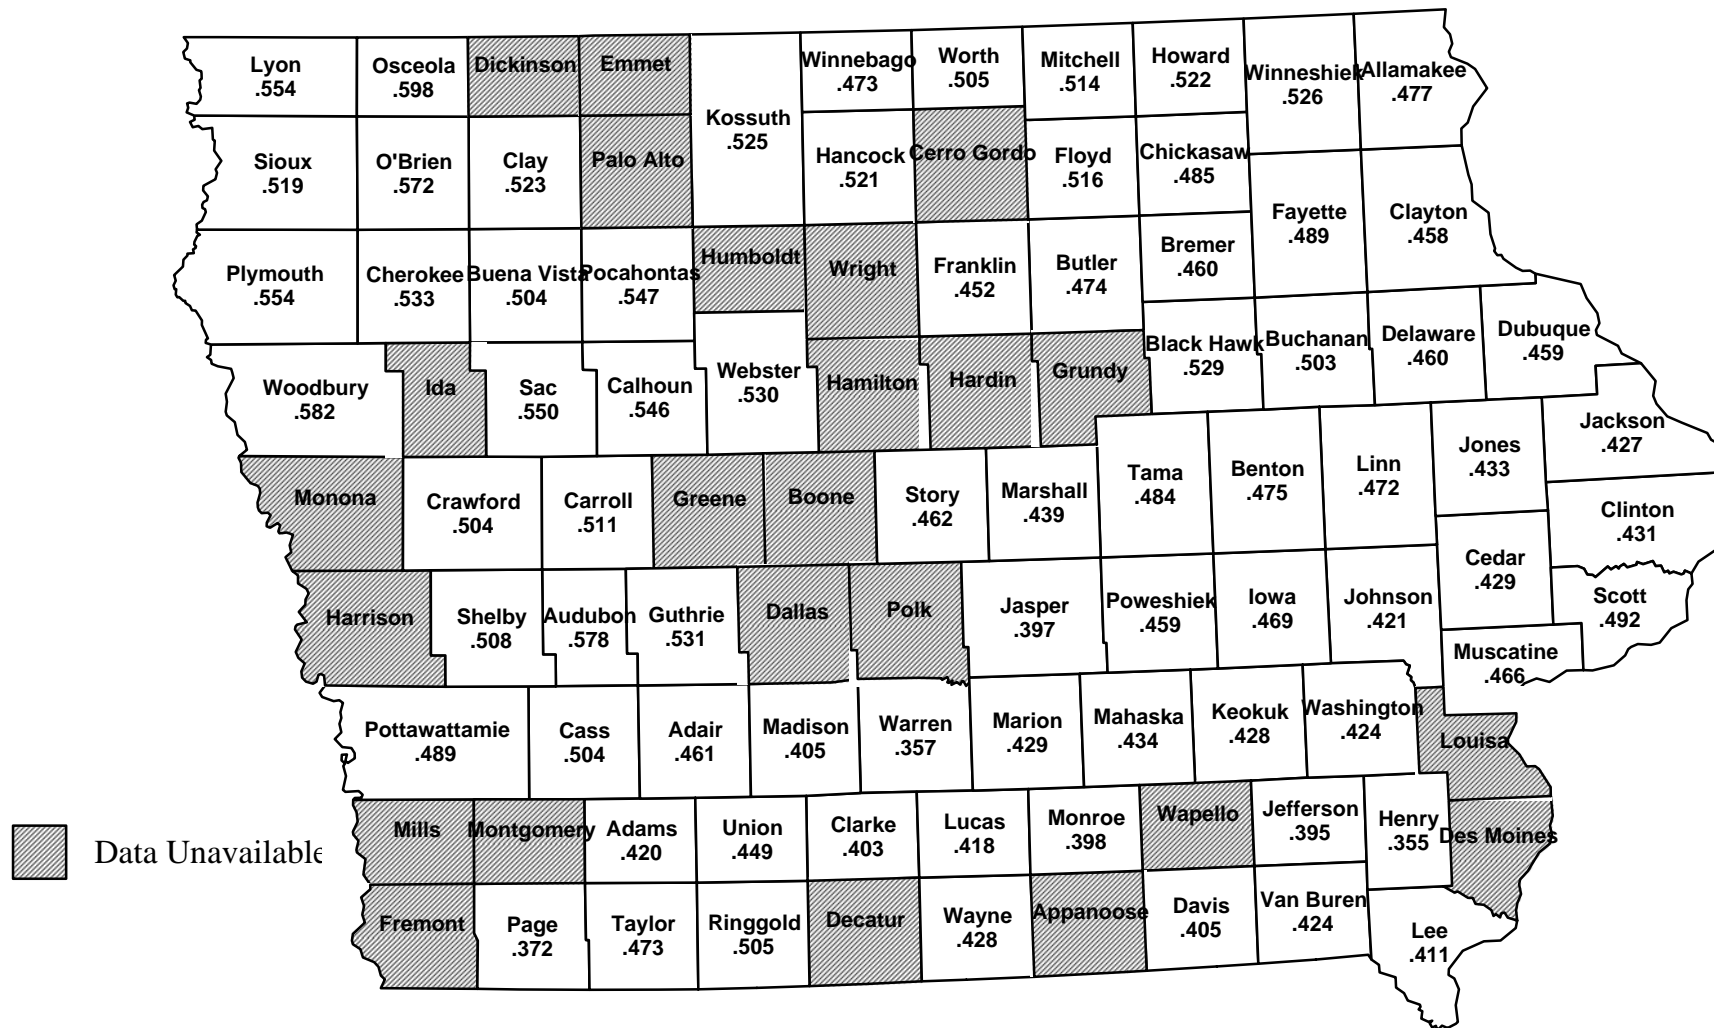 Lyon
.554
Osceola
.598
Dickinson
Emmet
Kossuth
.525
Winnebago
.473
Worth
.505
Mitchell
.514
Howard
.522
Winneshiek
.526
Allamakee
.477
Sioux
.519
O'Brien
.572
Clay
.523
Palo Alto
Hancock
.521
Cerro Gordo
Floyd
.516
Chickasaw
.485
Fayette
.489
Clayton
.458
Plymouth
.554
Cherokee
.533
Buena Vista
.504
Pocahontas
.547
Humboldt
Wright
Franklin
.452
Butler
.474
Bremer
.460
Woodbury
.582
Ida
Sac
.550
Calhoun
.546
Webster
.530
Hamilton
Hardin
Grundy
Black Hawk
.529
Buchanan
.503
Delaware
.460
Dubuque
.459
Monona
Crawford
.504
Carroll
.511
Greene
Boone
Story
.462
Marshall
.439
Tama
.484
Benton
.475
Linn
.472
Jones
.433
Jackson
.427
Clinton
.431
Cedar
.429
Harrison
Shelby
.508
Audubon
.578
Guthrie
.531
Dallas
Polk
Jasper
.397
Poweshiek
.459
Iowa
.469
Johnson
.421
Scott
.492
Muscatine
.466
Pottawattamie
.489
Cass
.504
Adair
.461
Madison
.405
Warren
.357
Marion
.429
Mahaska
.434
Keokuk
.428
Washington
.424
Louisa
Mills
Montgomery
Adams
.420
Union
.449
Clarke
.403
Lucas
.418
Monroe
.398
Wapello
Jefferson
.395
Henry
.355
Des Moines
Data Unavailable
Fremont
Page
.372
Taylor
.473
Ringgold
.505
Decatur
Wayne
.428
Appanoose
Davis
.405
Van Buren
.424
Lee
.411